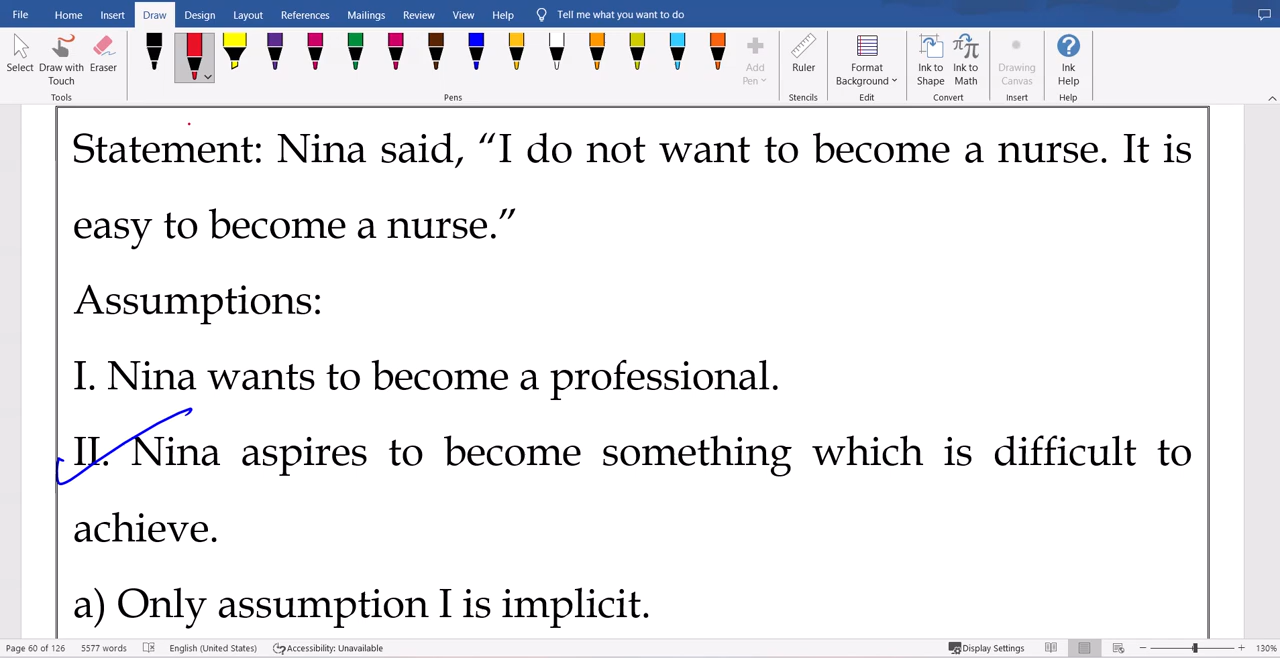 File Home Insert Draw Design Layout References Mailings Review View Help Tell me what you want to do
Select Draw with Touch Eraser Add Pen Ruler Format Background Ink to Shape Ink to Math Drawing Canvas Ink Help
Tools Pens Stencils Edit Convert Insert Help
Statement: Nina said, “I do not want to become a nurse. It is
easy to become a nurse.”
Assumptions:
I. Nina wants to become a professional.
II. Nina aspires to become something which is difficult to
achieve.
a) Only assumption I is implicit.
Page 60 of 126 5577 words English (United States) Accessibility: Unavailable Display Settings 130%